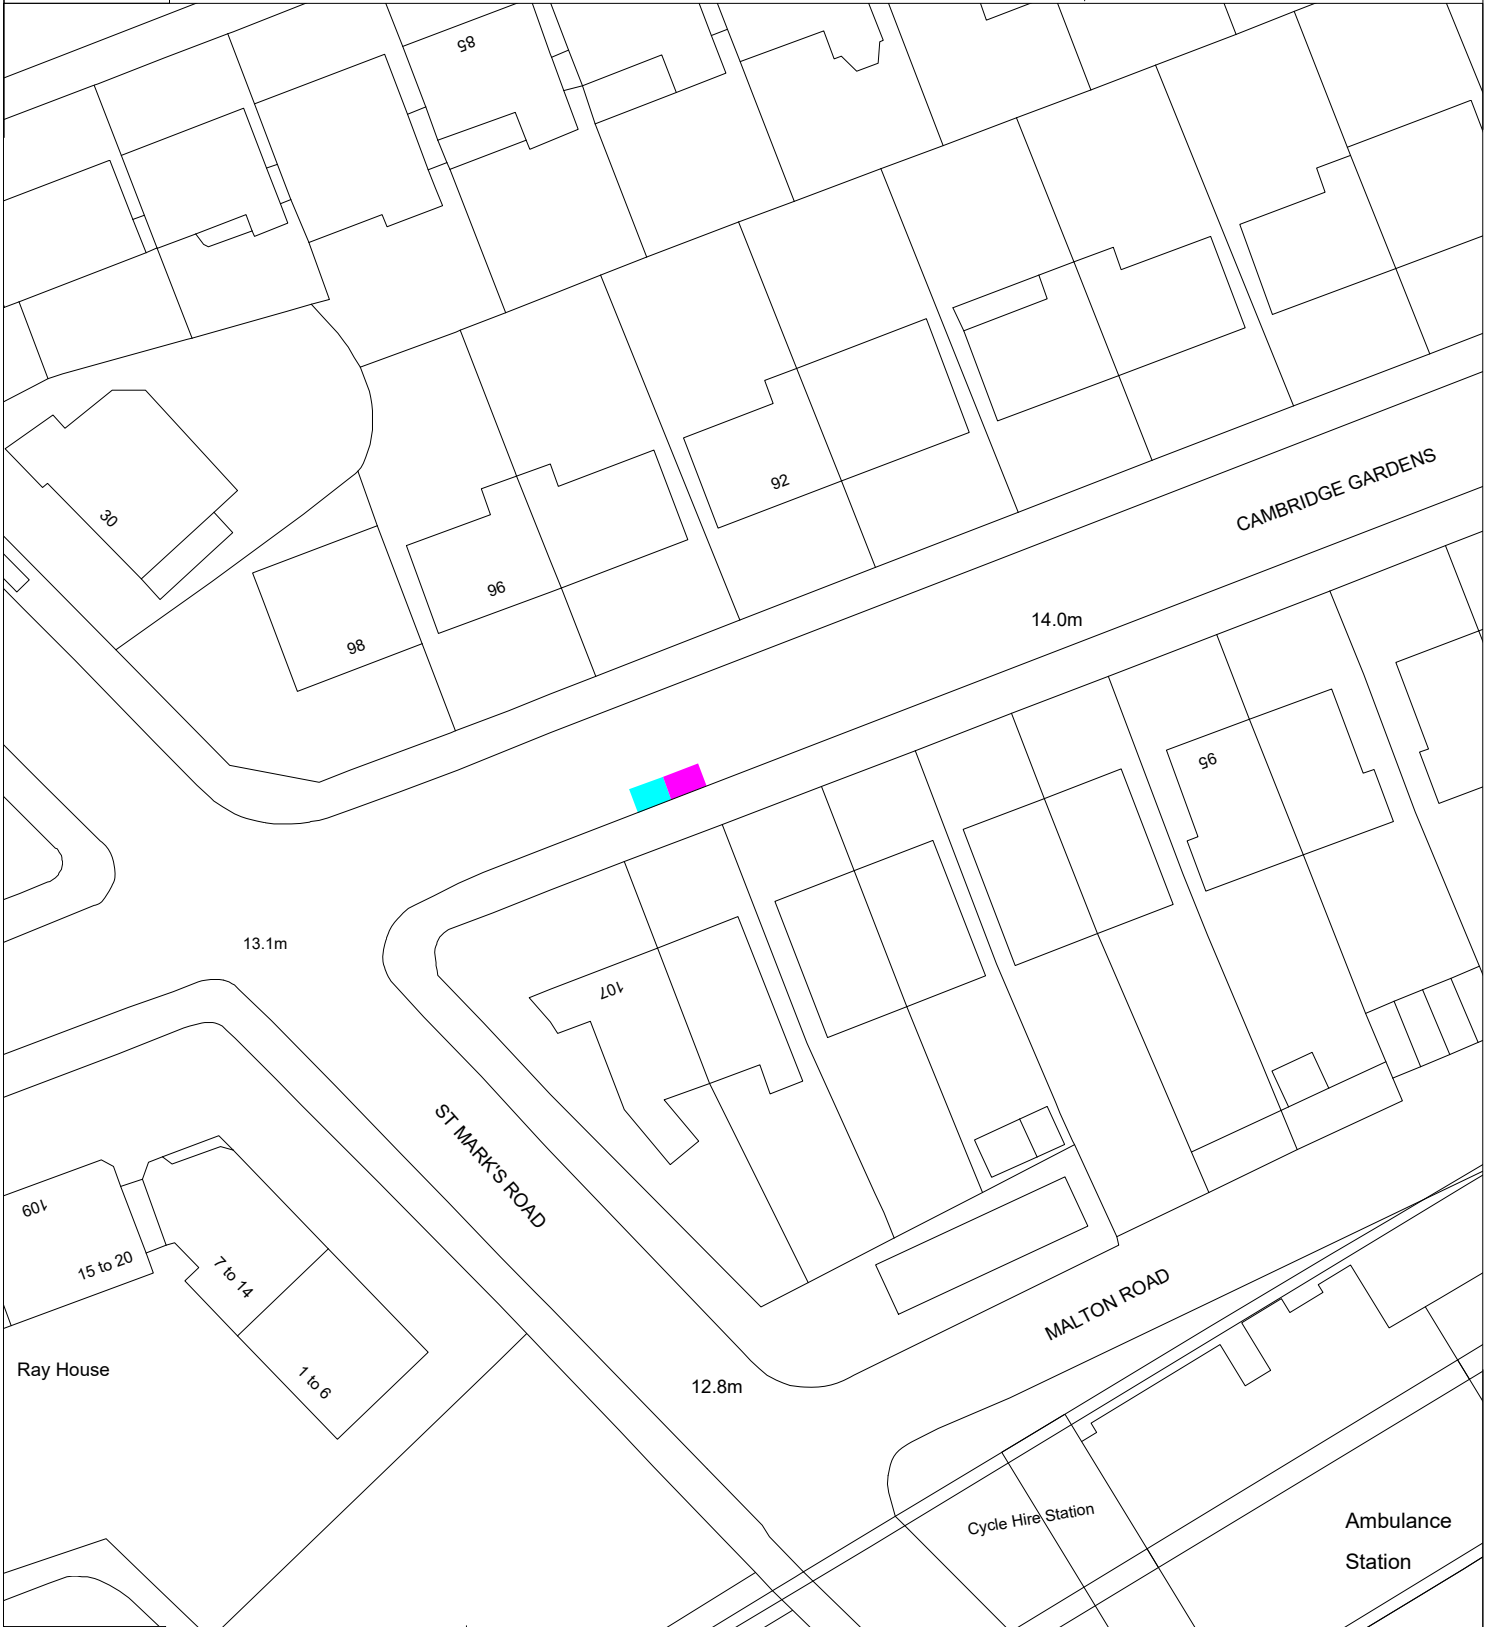 85
30
92
CAMBRIDGE GARDENS
96
98
14.0m
95
13.1m
107
ST MARK'S ROAD
109
15 to 20
7 to 14
MALTON ROAD
Ray House
1 to 6
12.8m
Cycle Hire Station
Ambulance
Station